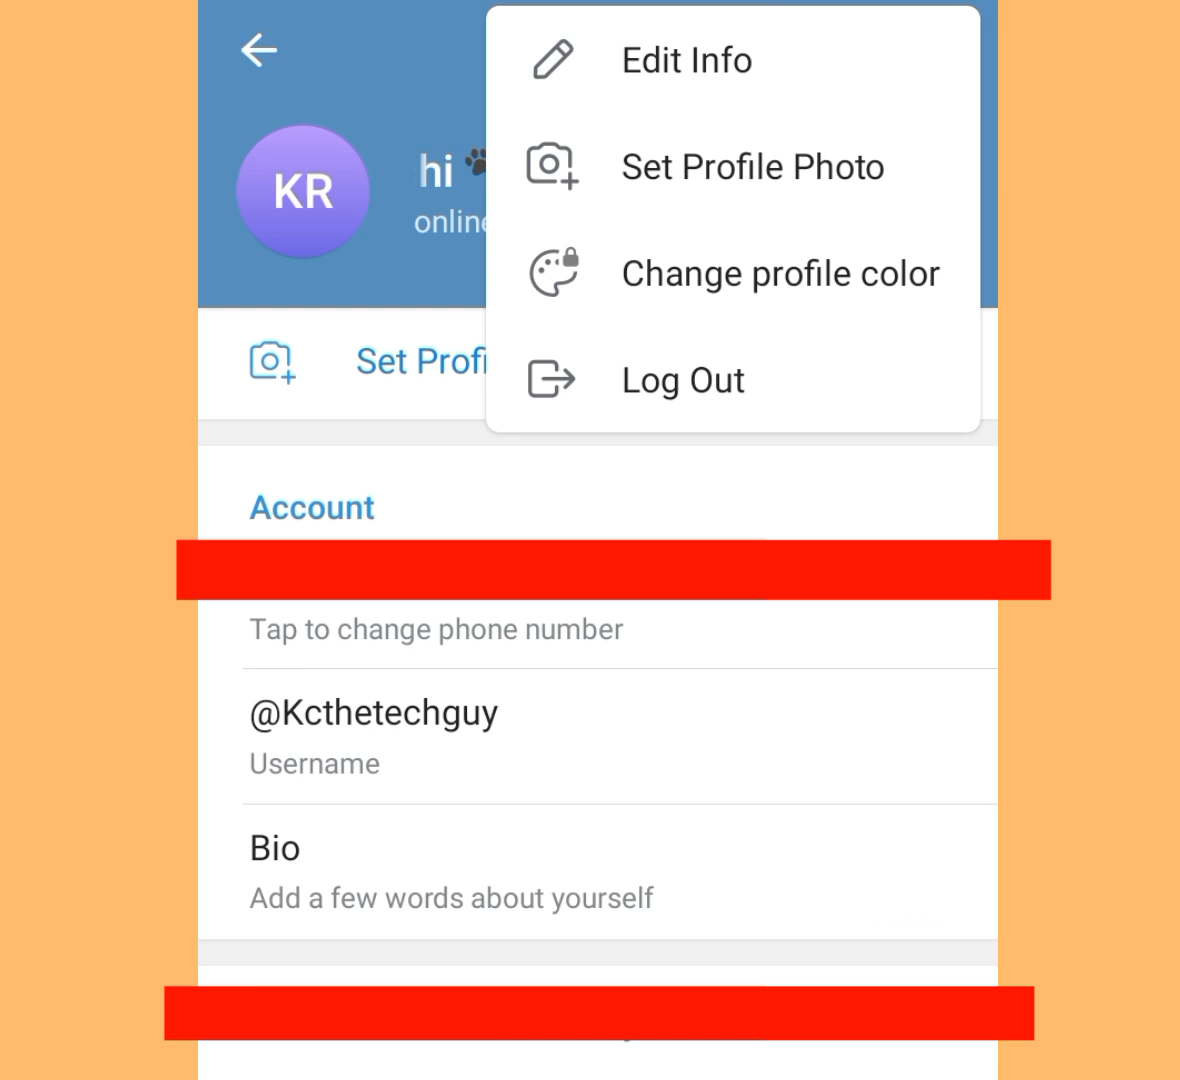 Edit Info
Set Profile Photo
Change profile color
Log Out
KR
hi 🐾
online
Set Profi
Account
Tap to change phone number
@Kcthetechguy
Username
Bio
Add a few words about yourself